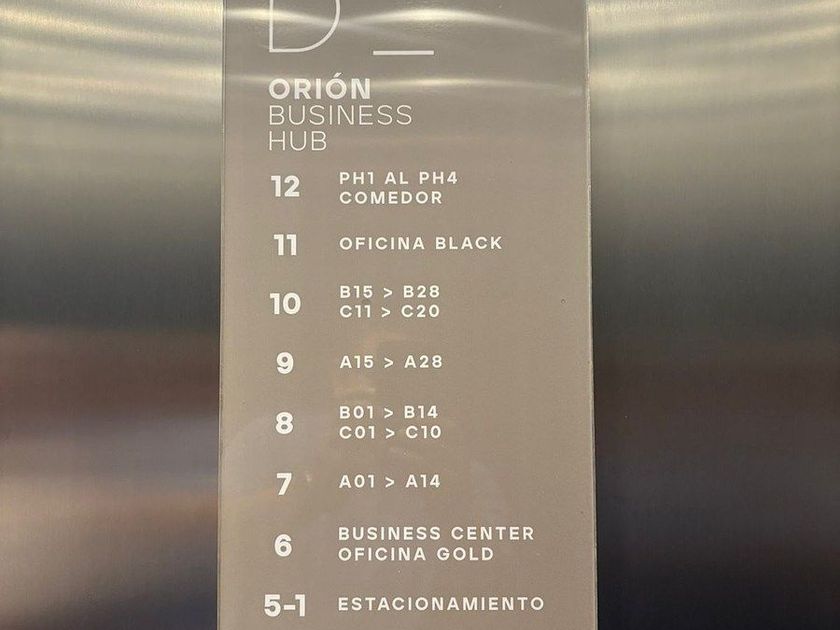 ORIÓN
BUSINESS
HUB
12 PH1 AL PH4
COMEDOR
11 OFICINA BLACK
10 B15 > B28
C11 > C20
9 A15 > A28
8 B01 > B14
C01 > C10
7 A01 > A14
6 BUSINESS CENTER
OFICINA GOLD
5-1 ESTACIONAMIENTO